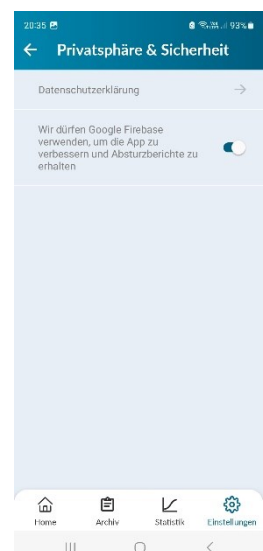 20:35 93%
Privatsphäre & Sicherheit
Datenschutzerklärung
Wir dürfen Google Firebase
verwenden, um die App zu
verbessern und Absturzberichte zu
erhalten
Home Archiv Statistik Einstellungen